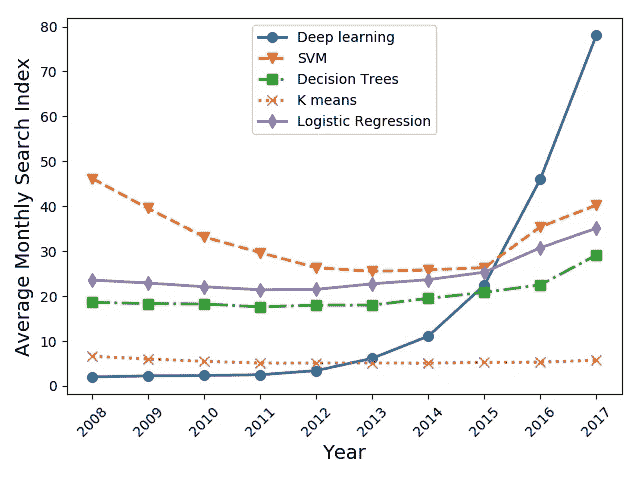 80
70
60
50
40
30
20
10
0
Average Monthly Search Index
Deep learning
SVM
Decision Trees
K means
Logistic Regression
2008 2009 2010 2011 2012 2013 2014 2015 2016 2017
Year